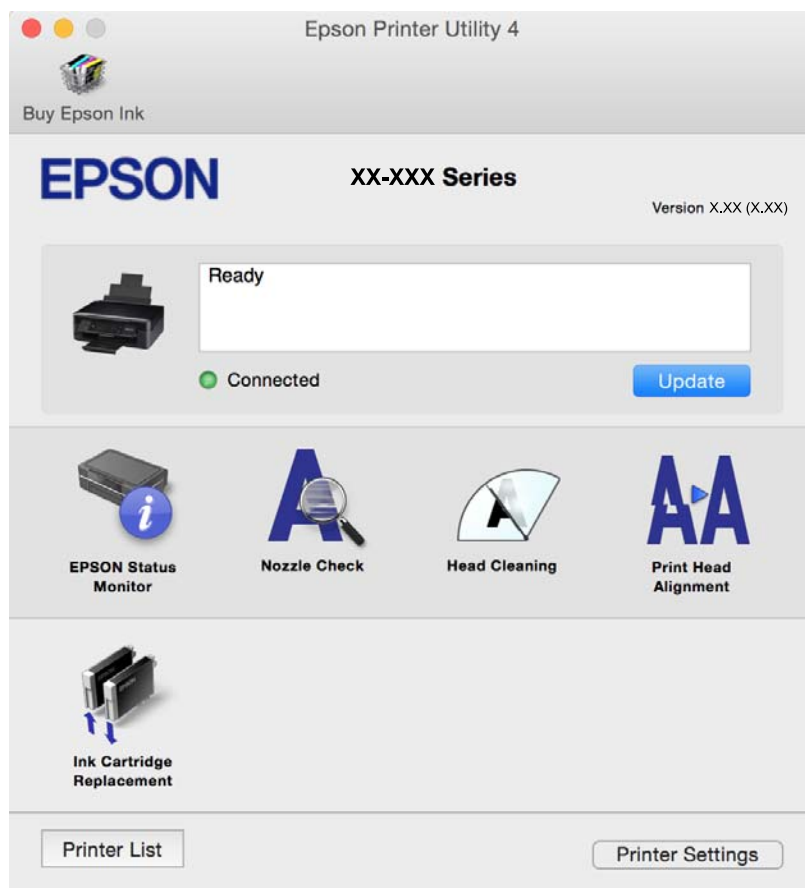 Epson Printer Utility 4
Buy Epson Ink
EPSON
XX-XXX Series
Version X.XX (X.XX)
Ready
Connected
Update
EPSON Status
Monitor
Nozzle Check
Head Cleaning
Print Head
Alignment
Ink Cartridge
Replacement
Printer List
Printer Settings